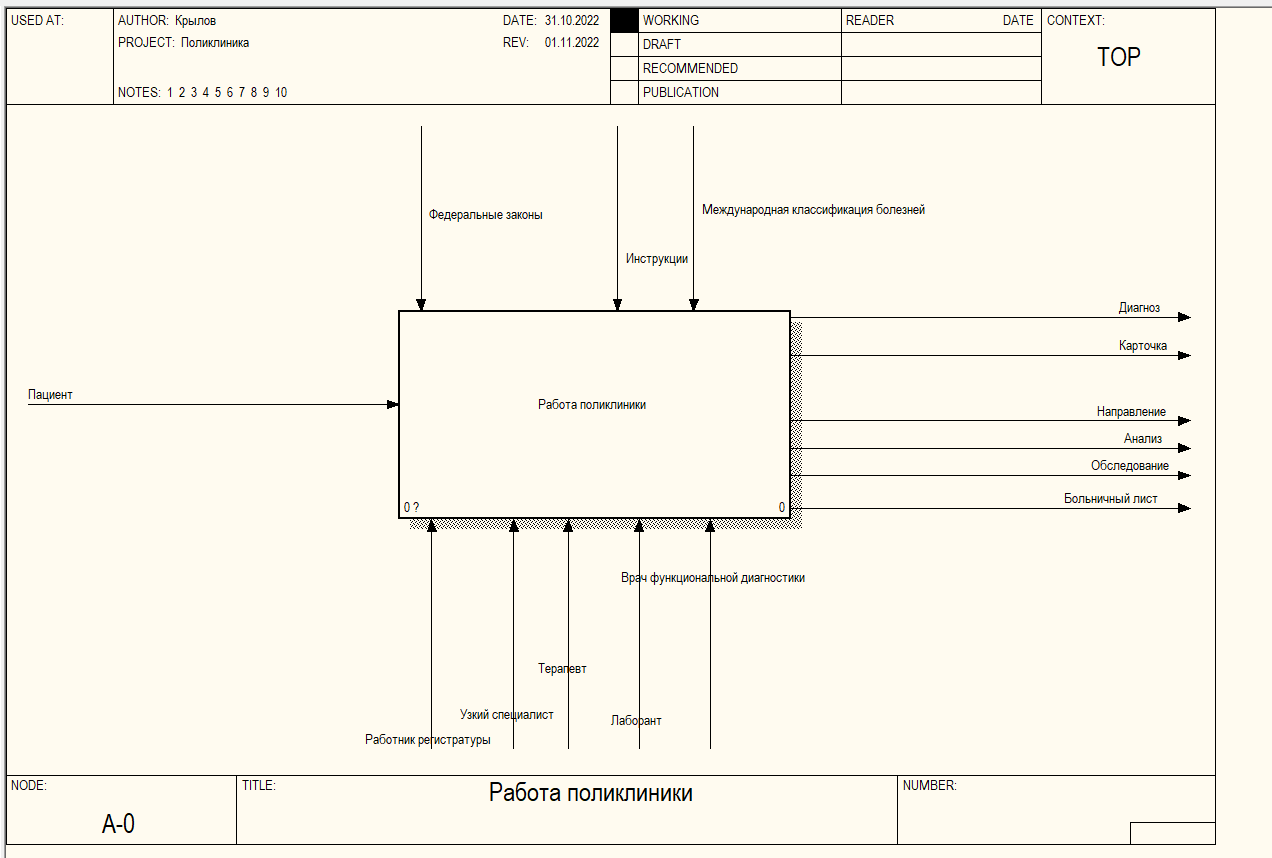 USED AT:
AUTHOR: Крылов
DATE: 31.10.2022
WORKING
READER
DATE
CONTEXT:
PROJECT: Поликлиника
REV: 01.11.2022
DRAFT
TOP
RECOMMENDED
NOTES: 1 2 3 4 5 6 7 8 9 10
PUBLICATION
Федеральные законы
Международная классификация болезней
Инструкции
Диагноз
Карточка
Пациент
Работа поликлиники
Направление
Анализ
Обследование
Больничный лист
0 ?
0
Врач функциональной диагностики
Терапевт
Узкий специалист
Лаборант
Работник регистратуры
NODE:
TITLE:
Работа поликлиники
NUMBER:
A-0